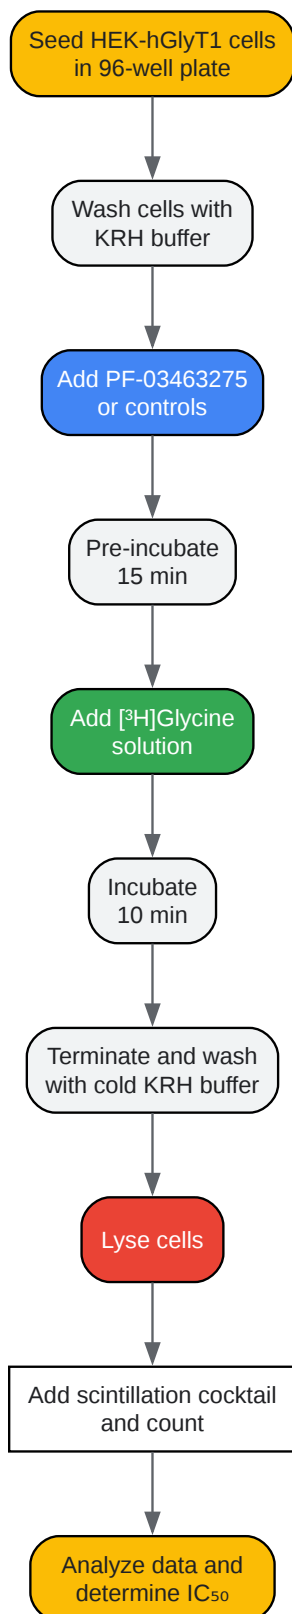 Seed HEK-hGlyT1 cells
in 96-well plate
Wash cells with
KRH buffer
Add PF-03463275
or controls
Pre-incubate
15 min
Add [³H]Glycine
solution
Incubate
10 min
Terminate and wash
with cold KRH buffer
Lyse cells
Add scintillation cocktail
and count
Analyze data and
determine IC₅₀